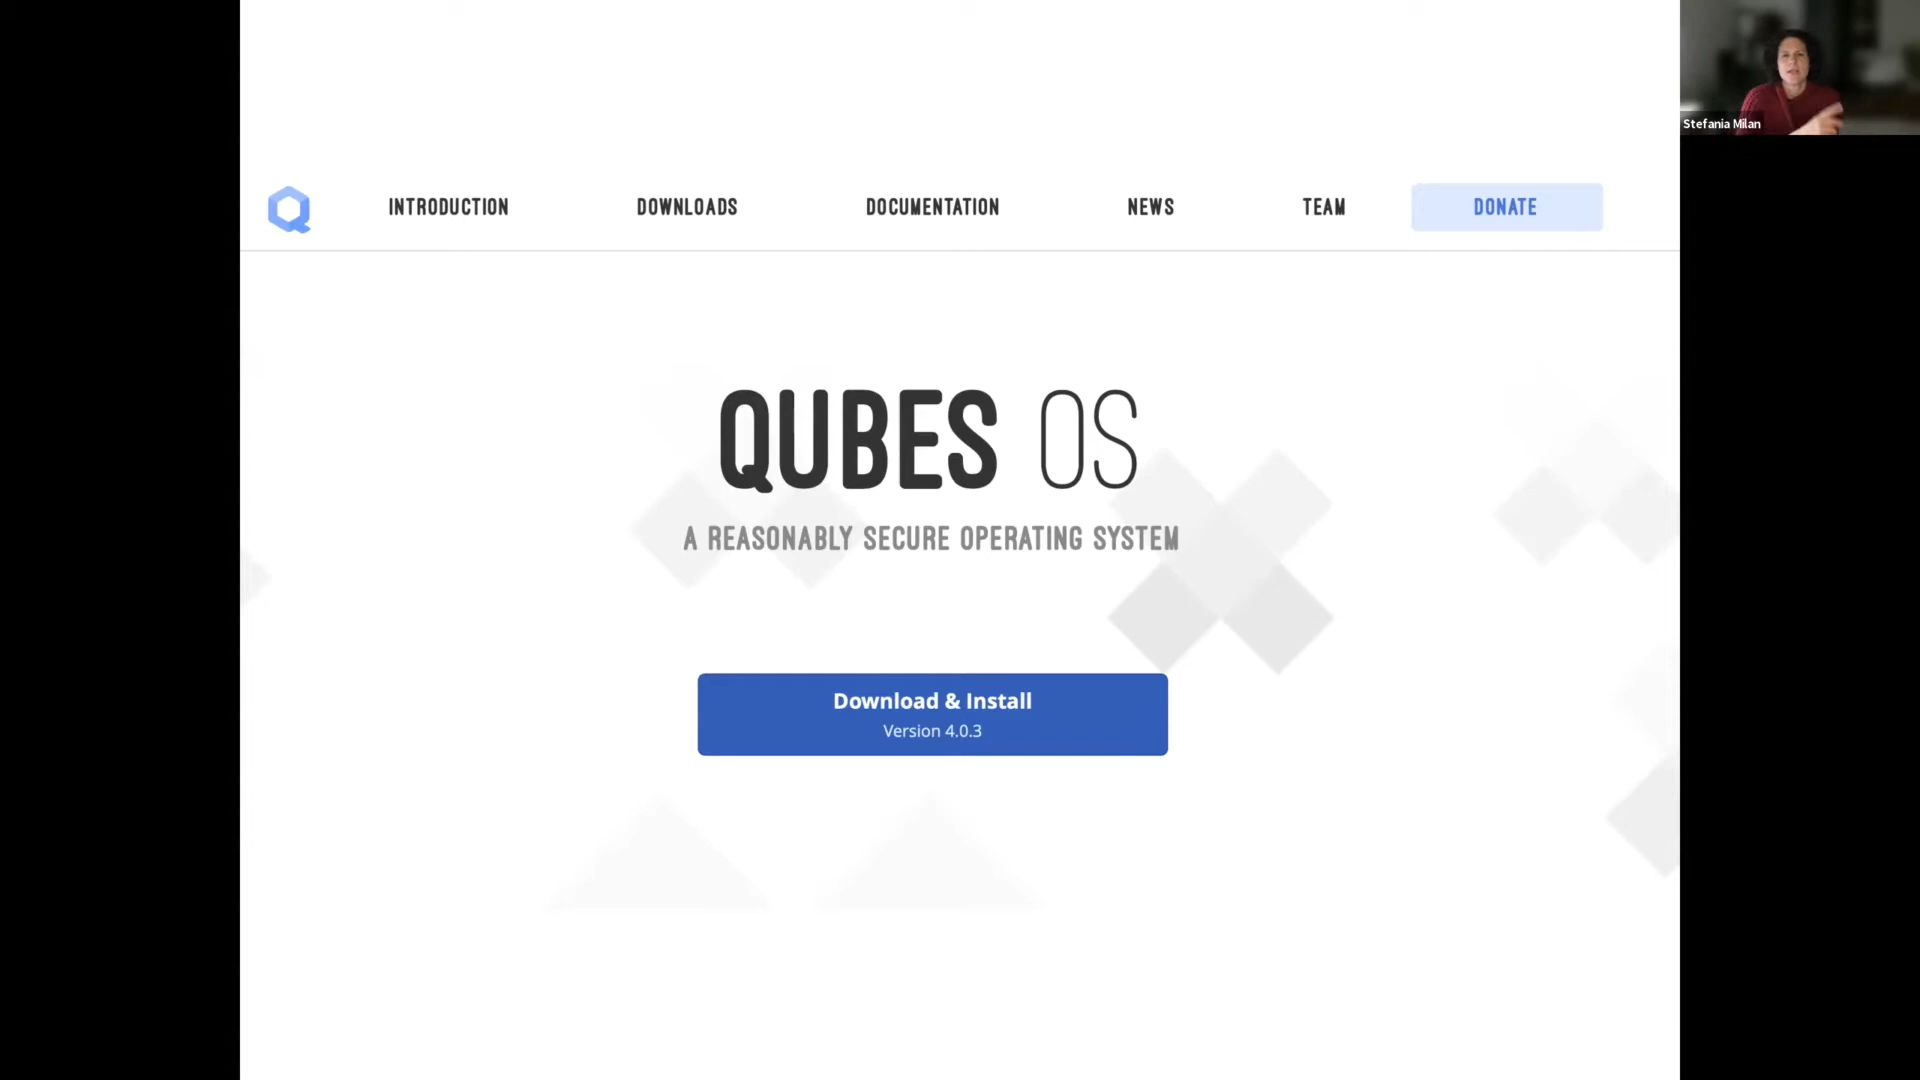 Stefania Milan
INTRODUCTION DOWNLOADS DOCUMENTATION NEWS TEAM DONATE
QUBES OS
A REASONABLY SECURE OPERATING SYSTEM
Download & Install
Version 4.0.3